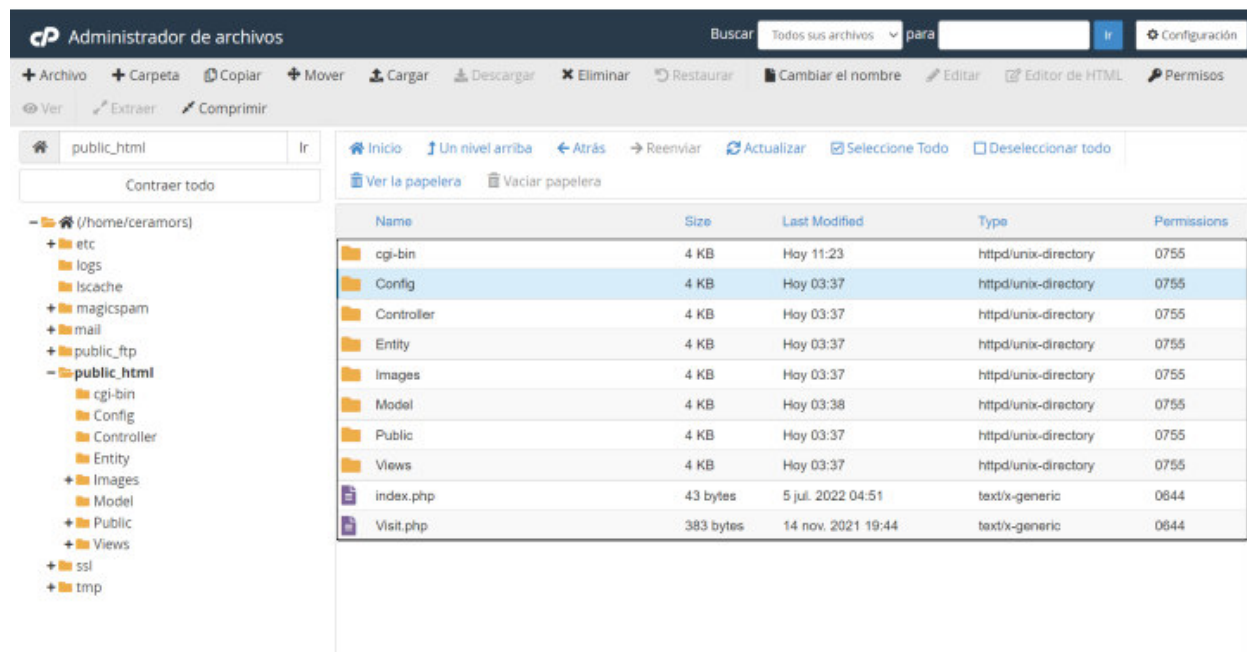 cP Administrador de archivos Buscar Todos sus archivos para Ir Configuración
Archivo Carpeta Copiar Mover Cargar Descargar Eliminar Restaurar Cambiar el nombre Editar Editor de HTML Permisos
Ver Extraer Comprimir
public_html Ir
Contraer todo
(/home/ceramors)
etc
logs
lscache
magicspam
mail
public_ftp
public_html
cgi-bin
Config
Controller
Entity
Images
Model
Public
Views
ssl
tmp
Inicio Un nivel arriba Atrás Reenviar Actualizar Seleccione Todo Deseleccionar todo
Ver la papelera Vaciar papelera
Name Size Last Modified Type Permissions
cgi-bin 4 KB Hoy 11:23 httpd/unix-directory 0755
Config 4 KB Hoy 03:37 httpd/unix-directory 0755
Controller 4 KB Hoy 03:37 httpd/unix-directory 0755
Entity 4 KB Hoy 03:37 httpd/unix-directory 0755
Images 4 KB Hoy 03:37 httpd/unix-directory 0755
Model 4 KB Hoy 03:38 httpd/unix-directory 0755
Public 4 KB Hoy 03:37 httpd/unix-directory 0755
Views 4 KB Hoy 03:37 httpd/unix-directory 0755
index.php 43 bytes 5 jul. 2022 04:51 text/x-generic 0644
Visit.php 383 bytes 14 nov. 2021 19:44 text/x-generic 0644